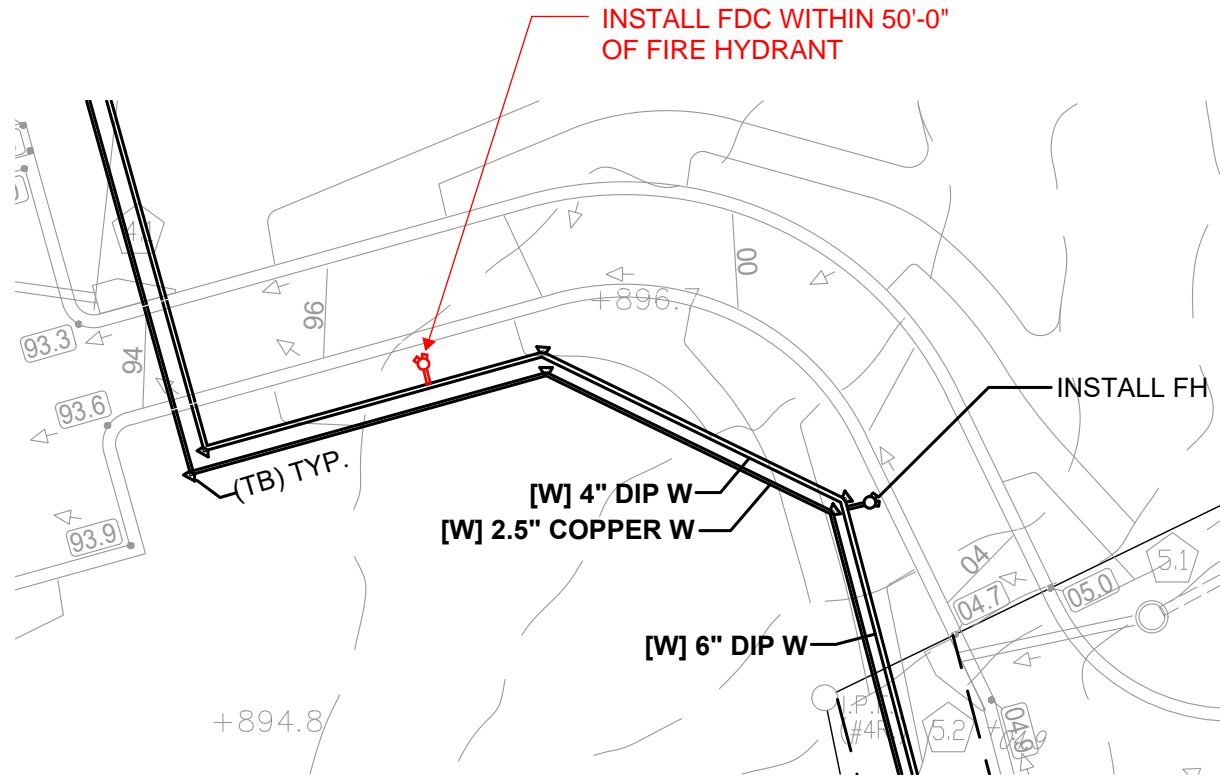 INSTALL FDC WITHIN 50'-0"
OF FIRE HYDRANT
96
00
+896.7
93.3
94
93.6
INSTALL FH
(TB) TYP.
[W] 4" DIP W
[W] 2.5" COPPER W
93.9
04
5.1
05.0
04.7
[W] 6" DIP W
+894.8
5.2
04.9